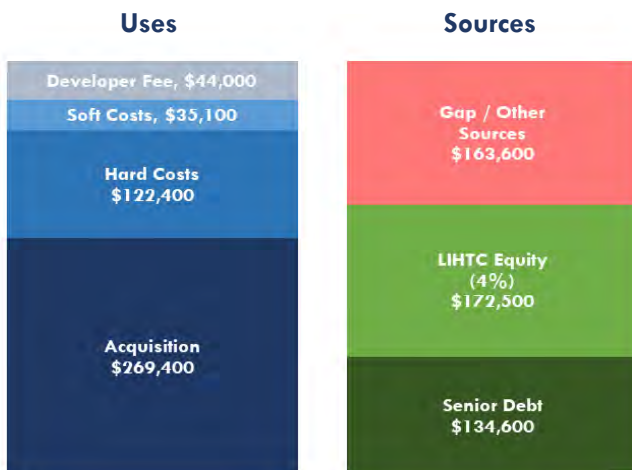 Uses
Developer Fee, $44,000
Soft Costs, $35,100
Hard Costs
$122,400
Acquisition
$269,400
Sources
Gap / Other
Sources
$163,600
LIHTC Equity
(4%)
$172,500
Senior Debt
$134,600